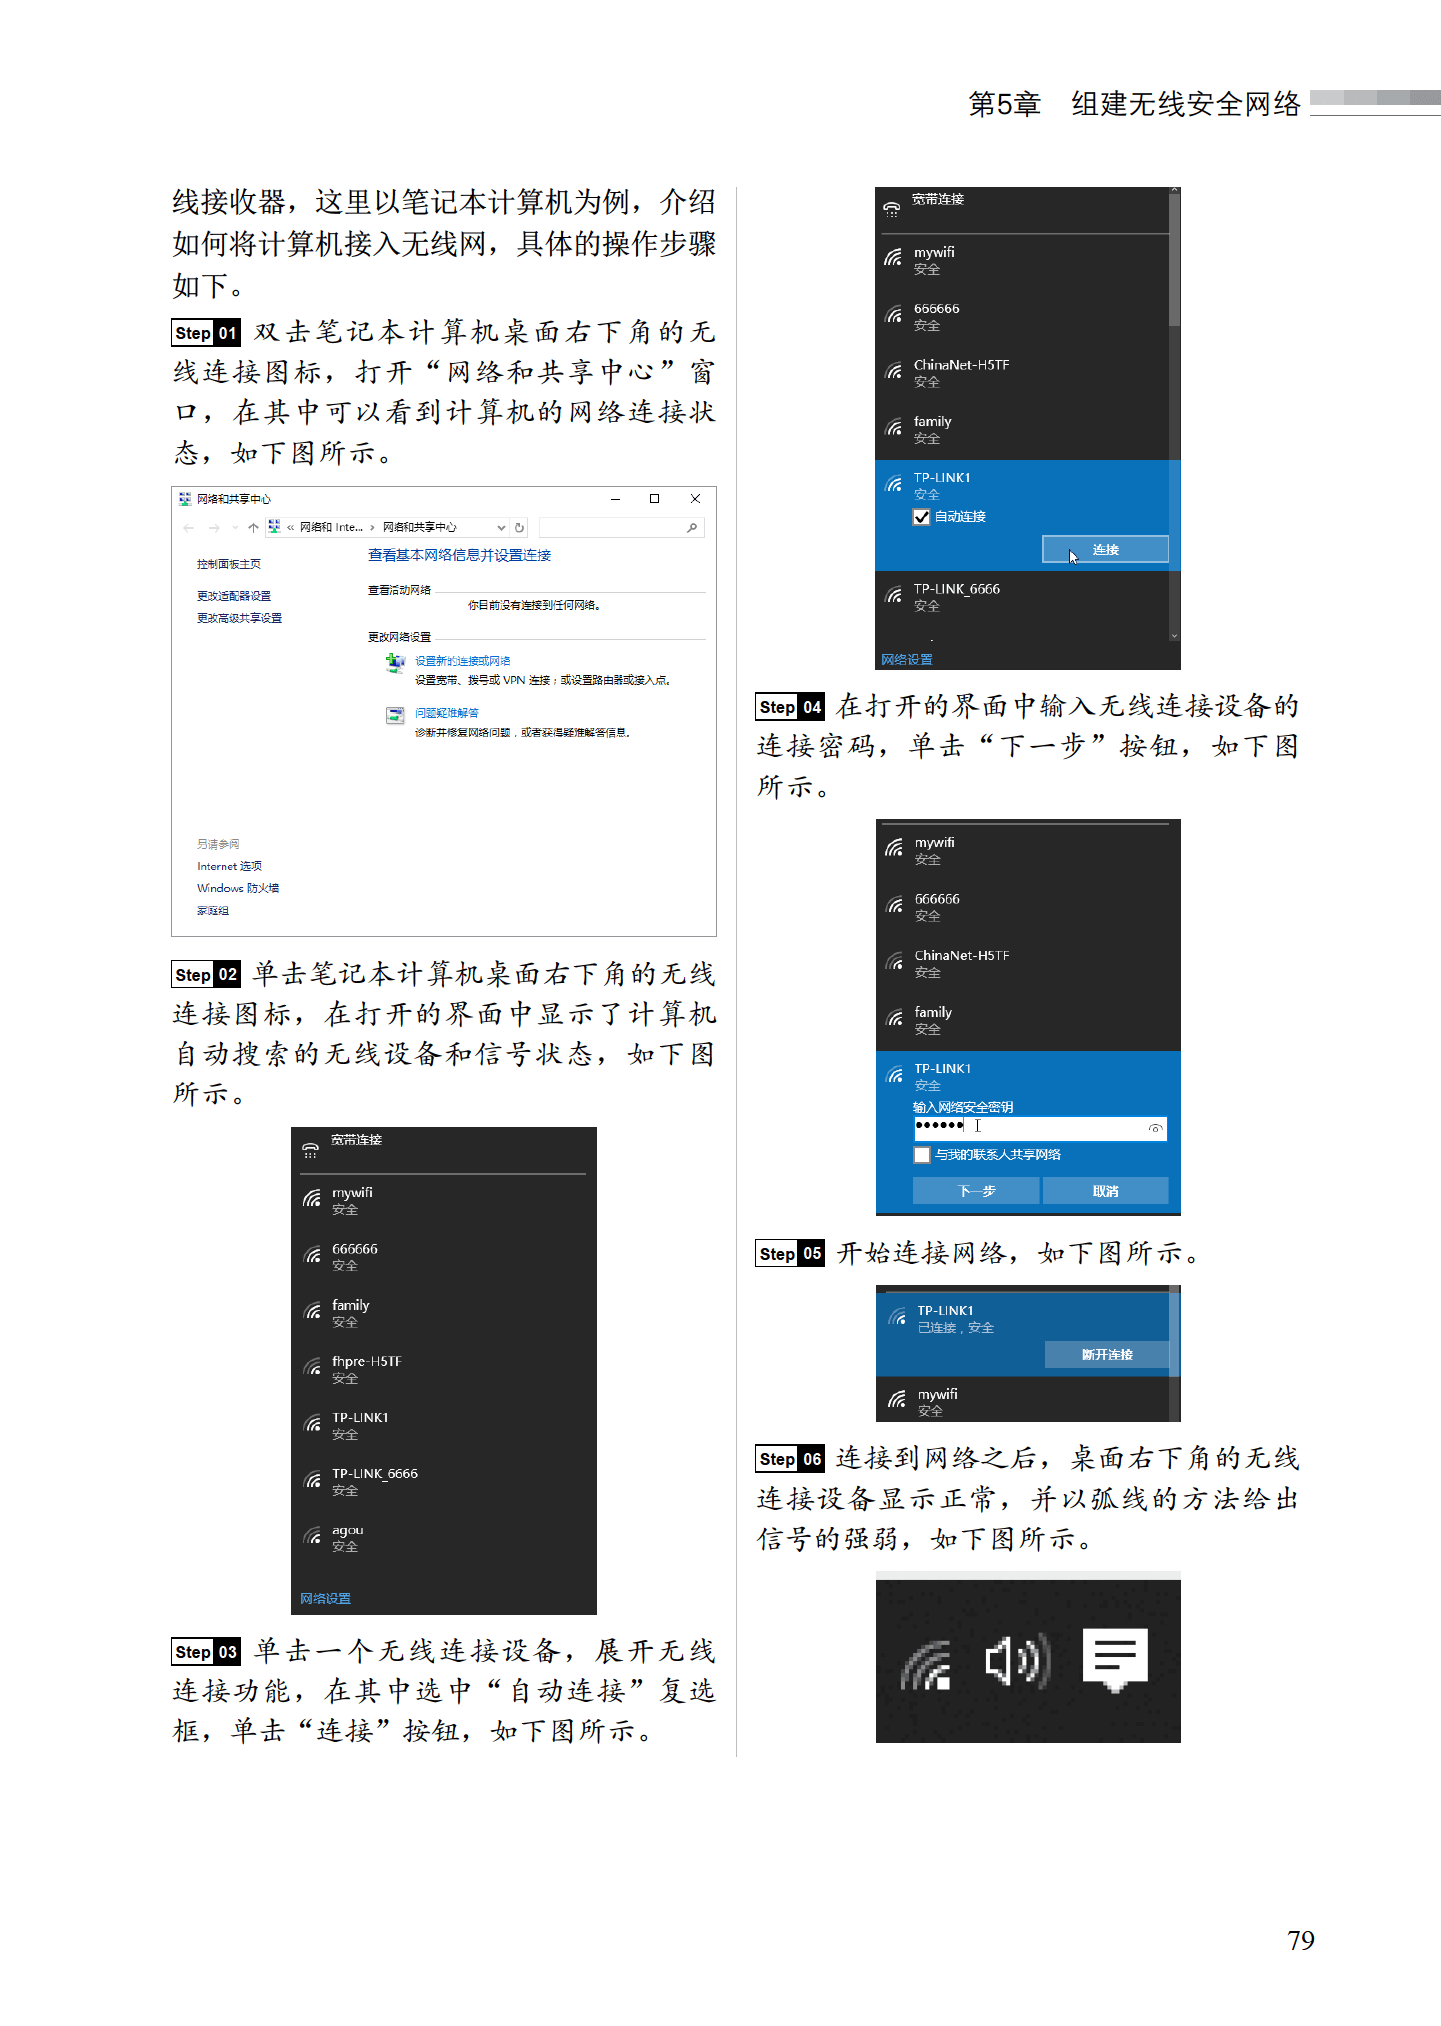 第5章 组建无线安全网络
线接收器，这里以笔记本计算机为例，介绍
如何将计算机接入无线网，具体的操作步骤
如下。
Step 01 双击笔记本计算机桌面右下角的无
线连接图标，打开“网络和共享中心”窗
口，在其中可以看到计算机的网络连接状
态，如下图所示。
网络和共享中心
« 网络和 Inte... › 网络和共享中心
控制面板主页
更改适配器设置
更改高级共享设置
查看基本网络信息并设置连接
查看活动网络
你目前没有连接到任何网络。
更改网络设置
设置新的连接或网络
设置宽带、拨号或 VPN 连接；或设置路由器或接入点。
问题疑难解答
诊断并修复网络问题，或者获得疑难解答信息。
另请参阅
Internet 选项
Windows 防火墙
家庭组
Step 02 单击笔记本计算机桌面右下角的无线
连接图标，在打开的界面中显示了计算机
自动搜索的无线设备和信号状态，如下图
所示。
宽带连接
mywifi
安全
666666
安全
family
安全
fhpre-H5TF
安全
TP-LINK1
安全
TP-LINK_6666
安全
agou
安全
网络设置
Step 03 单击一个无线连接设备，展开无线
连接功能，在其中选中“自动连接”复选
框，单击“连接”按钮，如下图所示。
宽带连接
mywifi
安全
666666
安全
ChinaNet-H5TF
安全
family
安全
TP-LINK1
安全
自动连接
连接
TP-LINK_6666
安全
网络设置
Step 04 在打开的界面中输入无线连接设备的
连接密码，单击“下一步”按钮，如下图
所示。
mywifi
安全
666666
安全
ChinaNet-H5TF
安全
family
安全
TP-LINK1
安全
输入网络安全密钥
●●●●●●
与我的联系人共享网络
下一步 取消
Step 05 开始连接网络，如下图所示。
TP-LINK1
已连接，安全
断开连接
mywifi
安全
Step 06 连接到网络之后，桌面右下角的无线
连接设备显示正常，并以弧线的方法给出
信号的强弱，如下图所示。
79